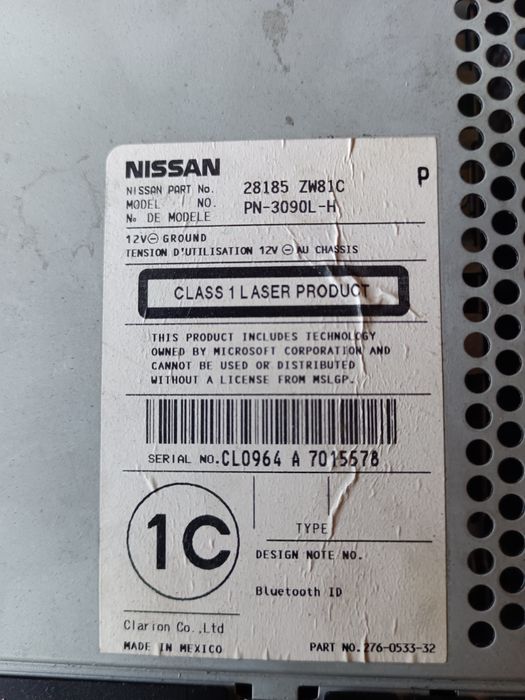 P
NISSAN
NISSAN PART No. 28185 ZW81C
MODEL NO. PN-3090L-H
No DE MODELE
12V⊖ GROUND
TENSION D'UTILISATION 12V ⊖ AU CHASSIS
CLASS 1 LASER PRODUCT
THIS PRODUCT INCLUDES TECHNOLOGY
OWNED BY MICROSOFT CORPORATION AND
CANNOT BE USED OR DISTRIBUTED
WITHOUT A LICENSE FROM MSLGP.
SERIAL NO. CL0964 A 7015578
1C
TYPE
DESIGN NOTE NO.
Bluetooth ID
Clarion Co.,Ltd
MADE IN MEXICO PART NO. 276-0533-32